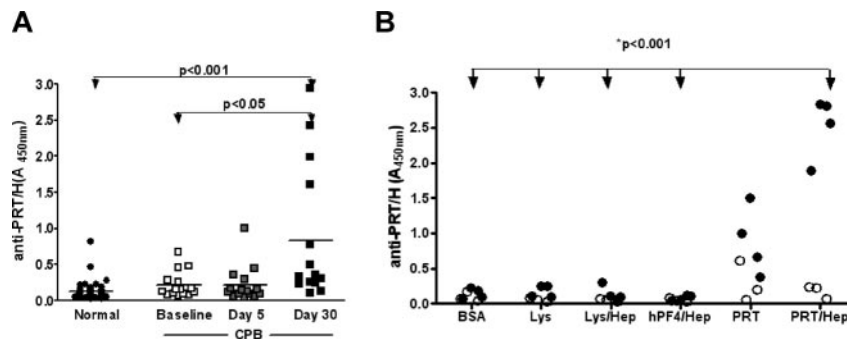 A
p<0.001
p<0.05
anti-PRT/H(A 450nm)
3.0
2.5
2.0
1.5
1.0
0.5
0.0
Normal Baseline Day 5 Day 30
CPB
B
*p<0.001
anti-PRT/H (A450nm)
3.0
2.5
2.0
1.5
1.0
0.5
0.0
BSA Lys Lys/Hep hPF4/Hep PRT PRT/Hep